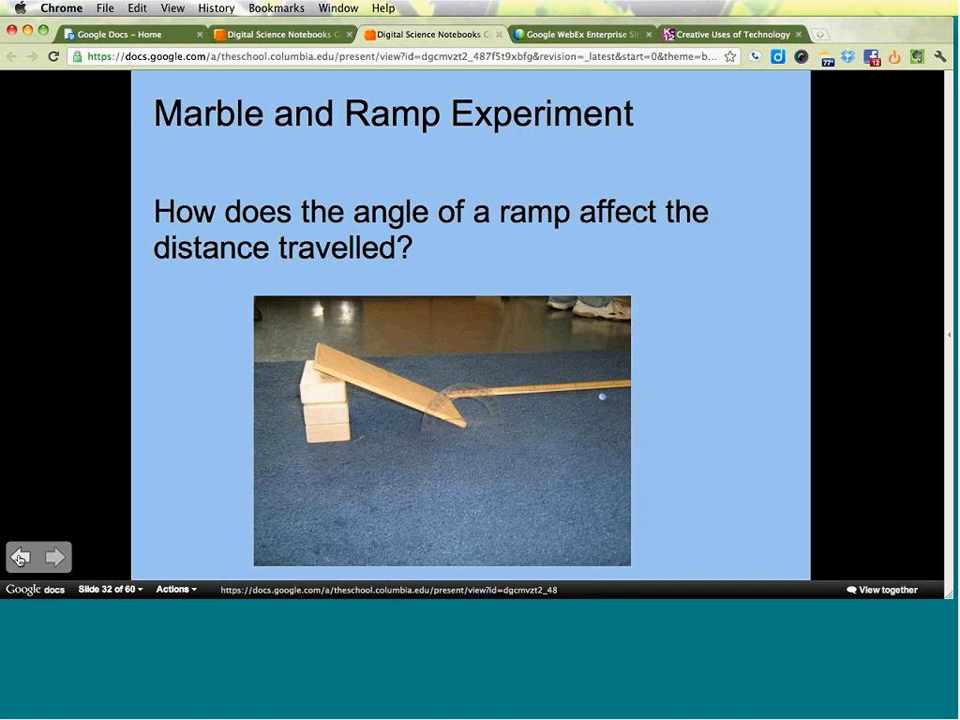 Chrome File Edit View History Bookmarks Window Help
Google Docs – Home
Digital Science Notebooks
Digital Science Notebooks
Google WebEx Enterprise
Creative Uses of Technology
https://docs.google.com/a/theschool.columbia.edu/present/view?id=dgcmvzt2_487f5t9xbfg&revision=_latest&start=0&theme=b...
77°
12
Marble and Ramp Experiment
How does the angle of a ramp affect the
distance travelled?
Google docs Slide 32 of 60 Actions https://docs.google.com/a/theschool.columbia.edu/present/view?id=dgcmvzt2_48 View together